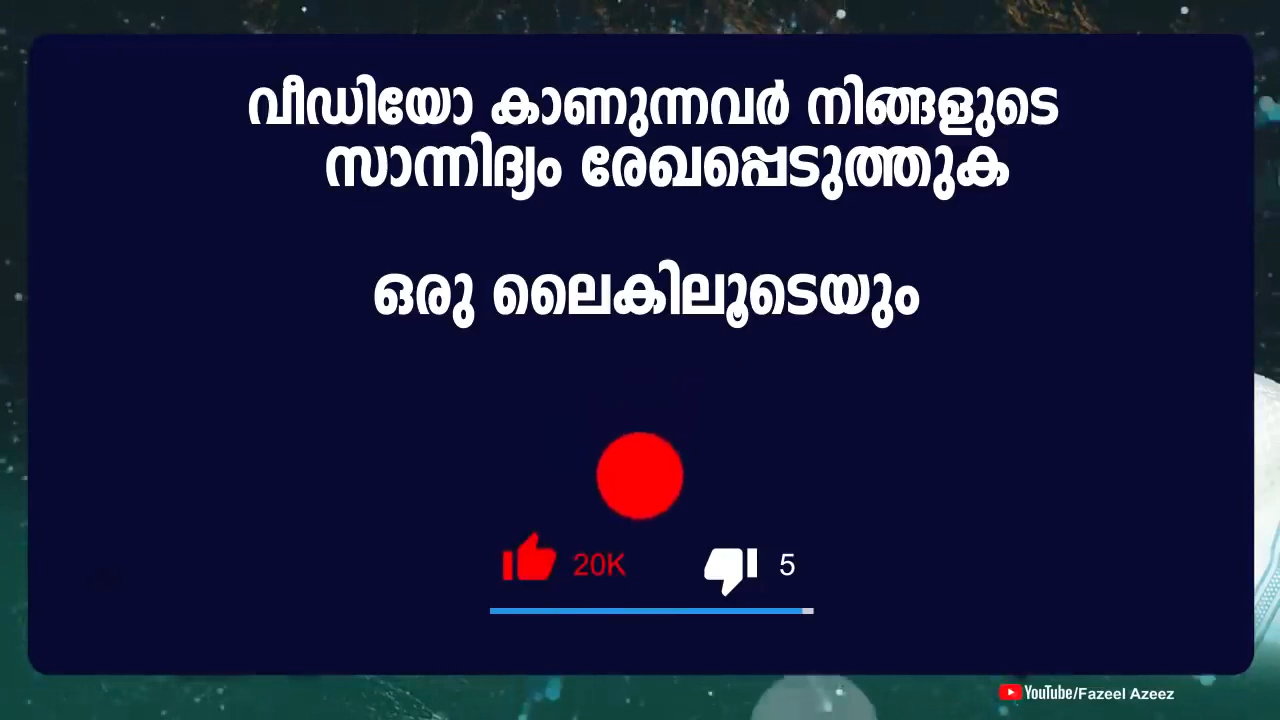 വീഡിയോ കാണുന്നവർ നിങ്ങളുടെ
സാന്നിദ്യം രേഖപ്പെടുത്തുക
ഒരു ലൈകിലൂടെയും
20K 5
YouTube/Fazeel Azeez